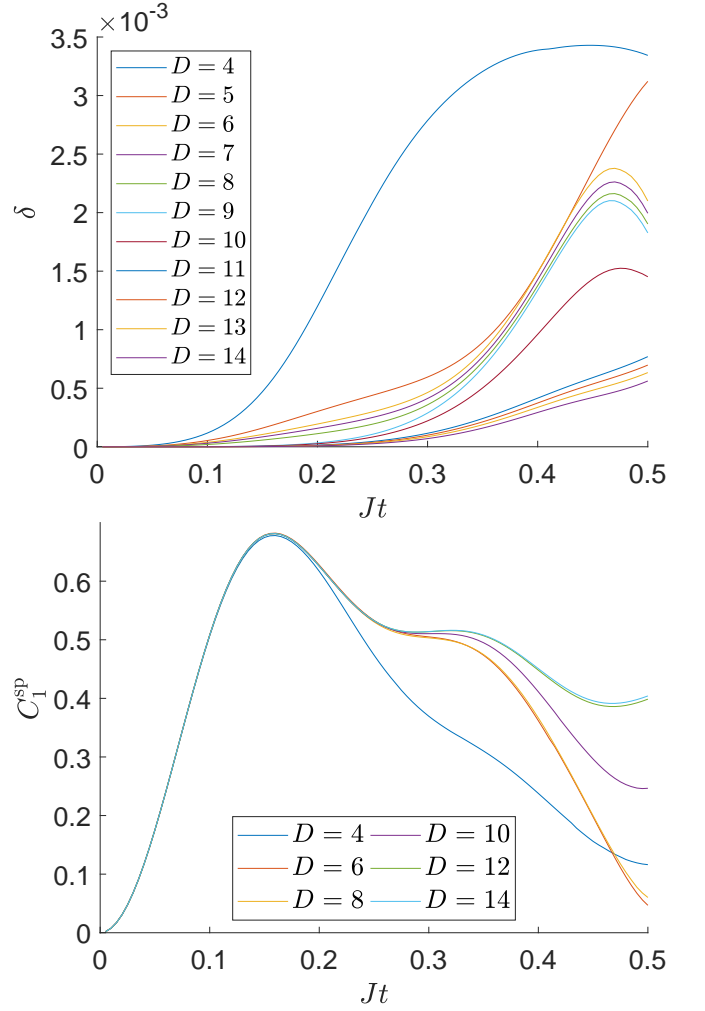 ×10⁻³
3.5
3
2.5
2
1.5
1
0.5
0
δ
D = 4
D = 5
D = 6
D = 7
D = 8
D = 9
D = 10
D = 11
D = 12
D = 13
D = 14
0 0.1 0.2 0.3 0.4 0.5
Jt
0.6
0.5
0.4
0.3
0.2
0.1
0
C₁ˢᵖ
D = 4 D = 10
D = 6 D = 12
D = 8 D = 14
0 0.1 0.2 0.3 0.4 0.5
Jt